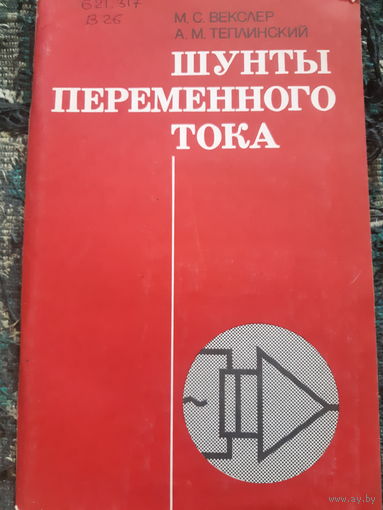 621.317
В 26
М. С. ВЕКСЛЕР
А. М. ТЕПЛИНСКИЙ
ШУНТЫ
ПЕРЕМЕННОГО
ТОКА
www.ay.by